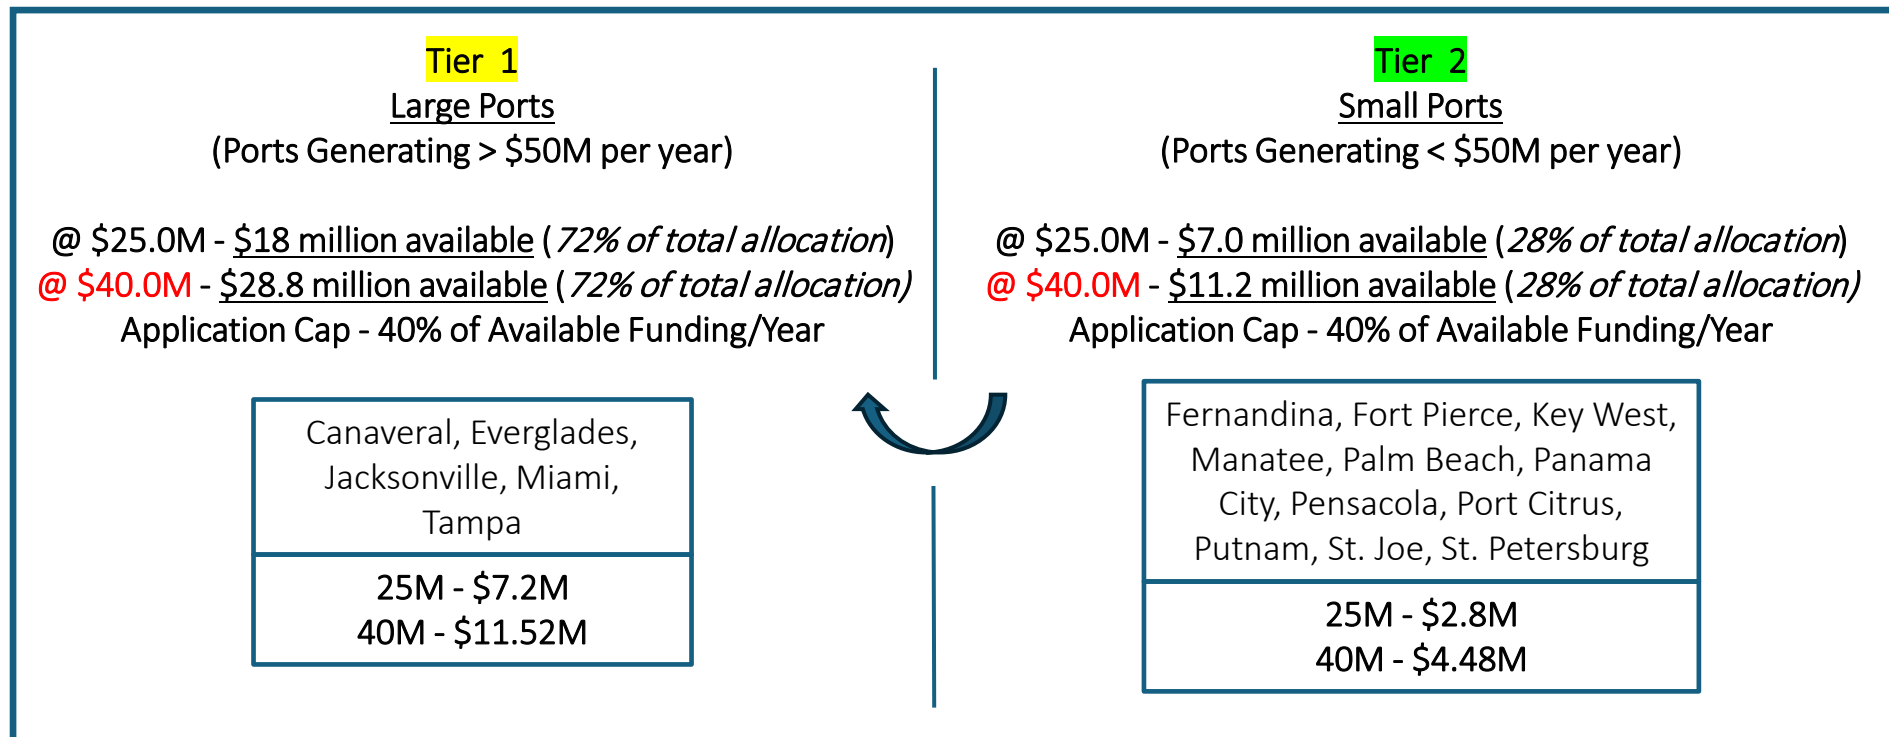 Tier 1
Large Ports
(Ports Generating > $50M per year)
@ $25.0M - $18 million available (72% of total allocation)
@ $40.0M - $28.8 million available (72% of total allocation)
Application Cap - 40% of Available Funding/Year
Canaveral, Everglades,
Jacksonville, Miami,
Tampa
25M - $7.2M
40M - $11.52M
Tier 2
Small Ports
(Ports Generating < $50M per year)
@ $25.0M - $7.0 million available (28% of total allocation)
@ $40.0M - $11.2 million available (28% of total allocation)
Application Cap - 40% of Available Funding/Year
Fernandina, Fort Pierce, Key West,
Manatee, Palm Beach, Panama
City, Pensacola, Port Citrus,
Putnam, St. Joe, St. Petersburg
25M - $2.8M
40M - $4.48M